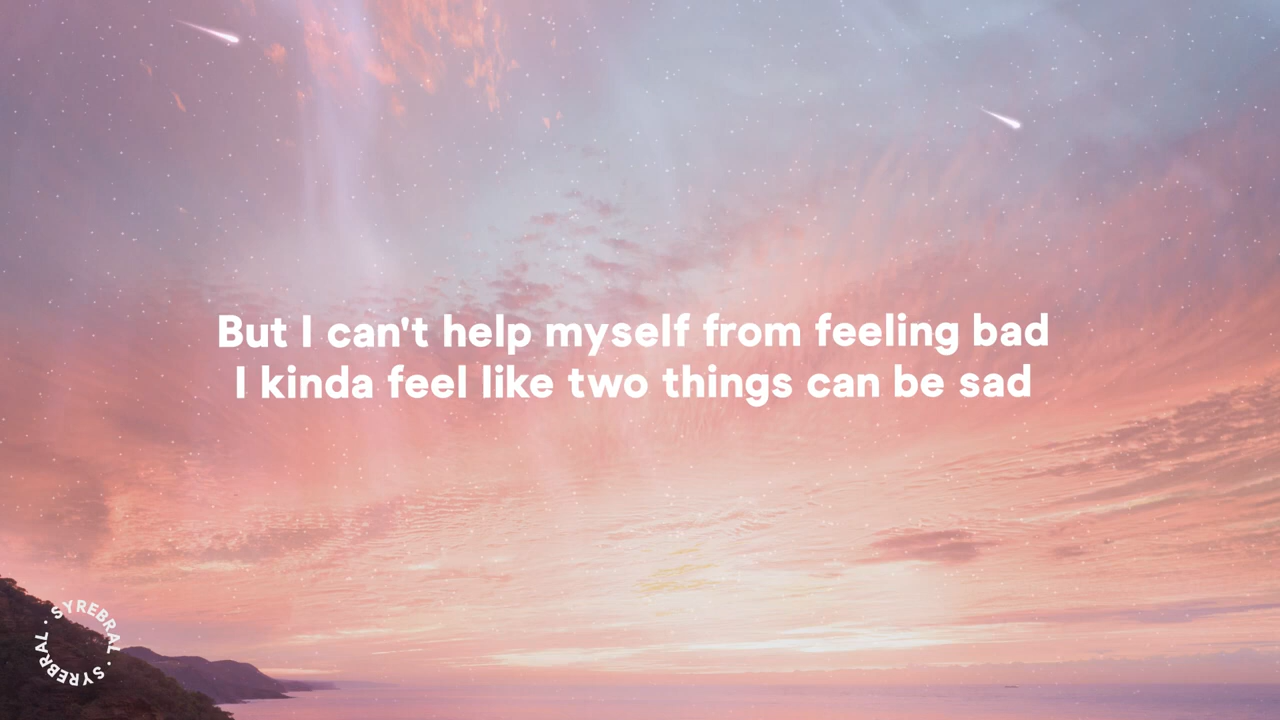 But I can't help myself from feeling bad
I kinda feel like two things can be sad
SYREBRAL · SYREBRAL ·